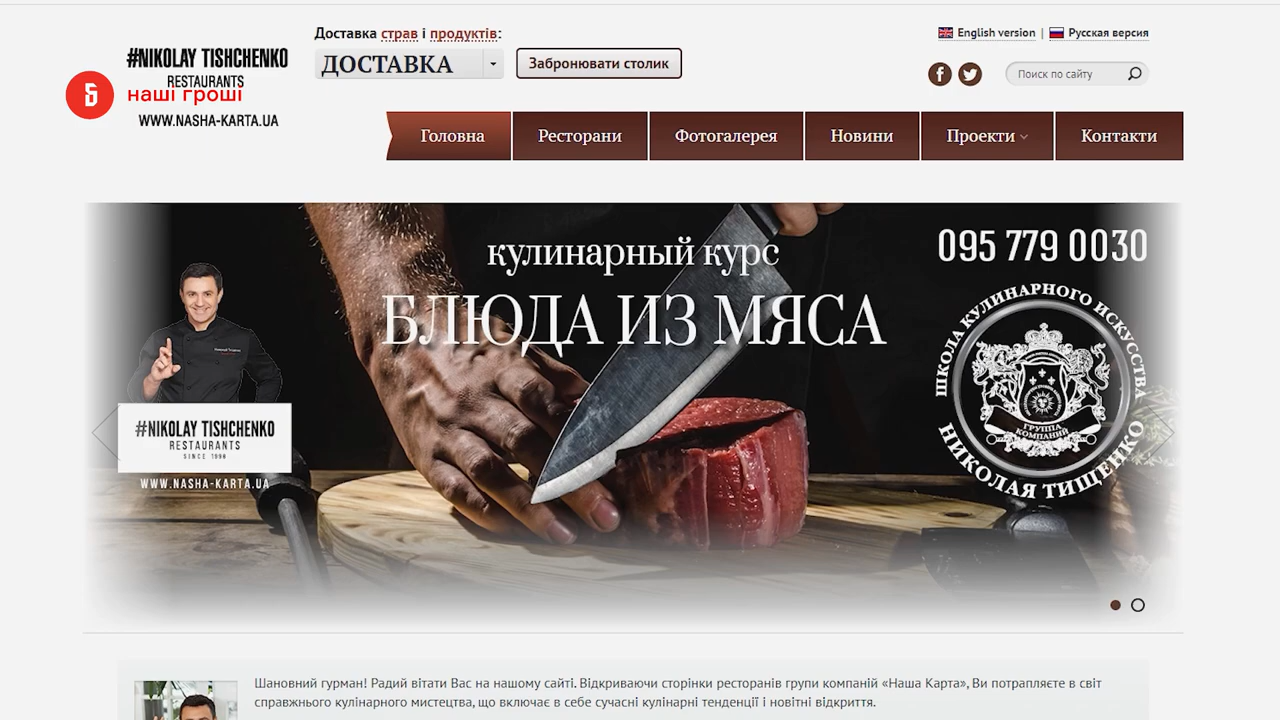 #NIKOLAY TISHCHENKO
RESTAURANTS
наші гроші
WWW.NASHA-KARTA.UA
Доставка страв і продуктів:
ДОСТАВКА
Забронювати столик
English version | Русская версия
Поиск по сайту
Головна
Ресторани
Фотогалерея
Новини
Проекти
Контакти
кулинарный курс
БЛЮДА ИЗ МЯСА
095 779 0030
ШКОЛА КУЛИНАРНОГО ИСКУССТВА
ГРУППА
КОМПАНИЙ
НИКОЛАЯ ТИЩЕНКО
#NIKOLAY TISHCHENKO
RESTAURANTS
SINCE 1990
WWW.NASHA-KARTA.UA
Шановний гурман! Радий вітати Вас на нашому сайті. Відкриваючи сторінки ресторанів групи компаній «Наша Карта», Ви потрапляєте в світ
справжнього кулінарного мистецтва, що включає в себе сучасні кулінарні тенденції і новітні відкриття.